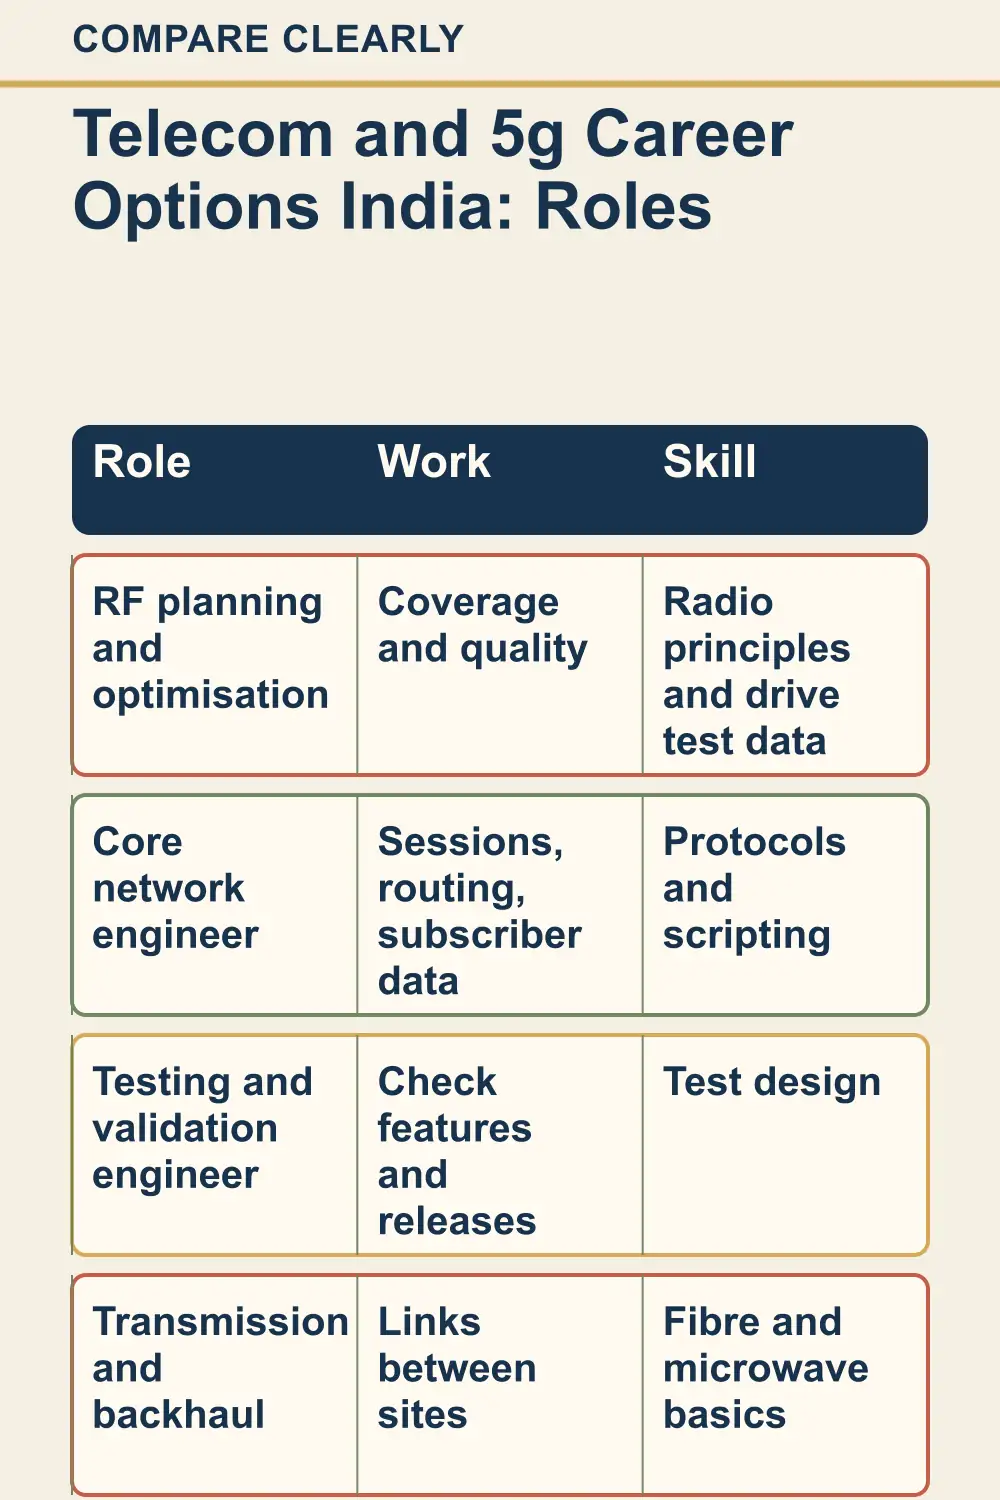 COMPARE CLEARLY
Telecom and 5g Career
Options India: Roles
Role
Work
Skill
RF planning
and
optimisation
Coverage
and quality
Radio
principles
and drive
test data
Core
network
engineer
Sessions,
routing,
subscriber
data
Protocols
and
scripting
Testing and
validation
engineer
Check
features
and
releases
Test design
Transmission
and
backhaul
Links
between
sites
Fibre and
microwave
basics